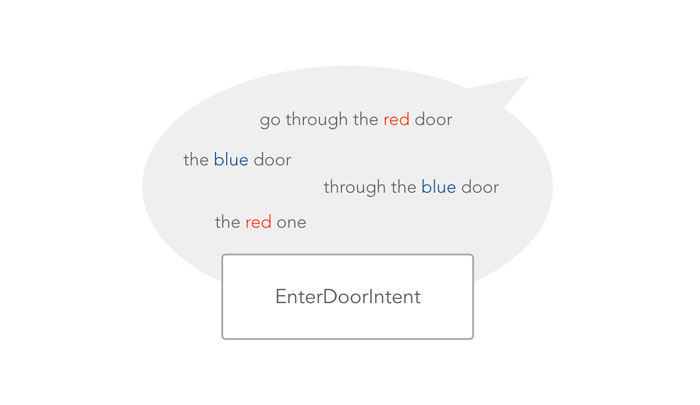 go through the red door
the blue door
through the blue door
the red one
EnterDoorIntent